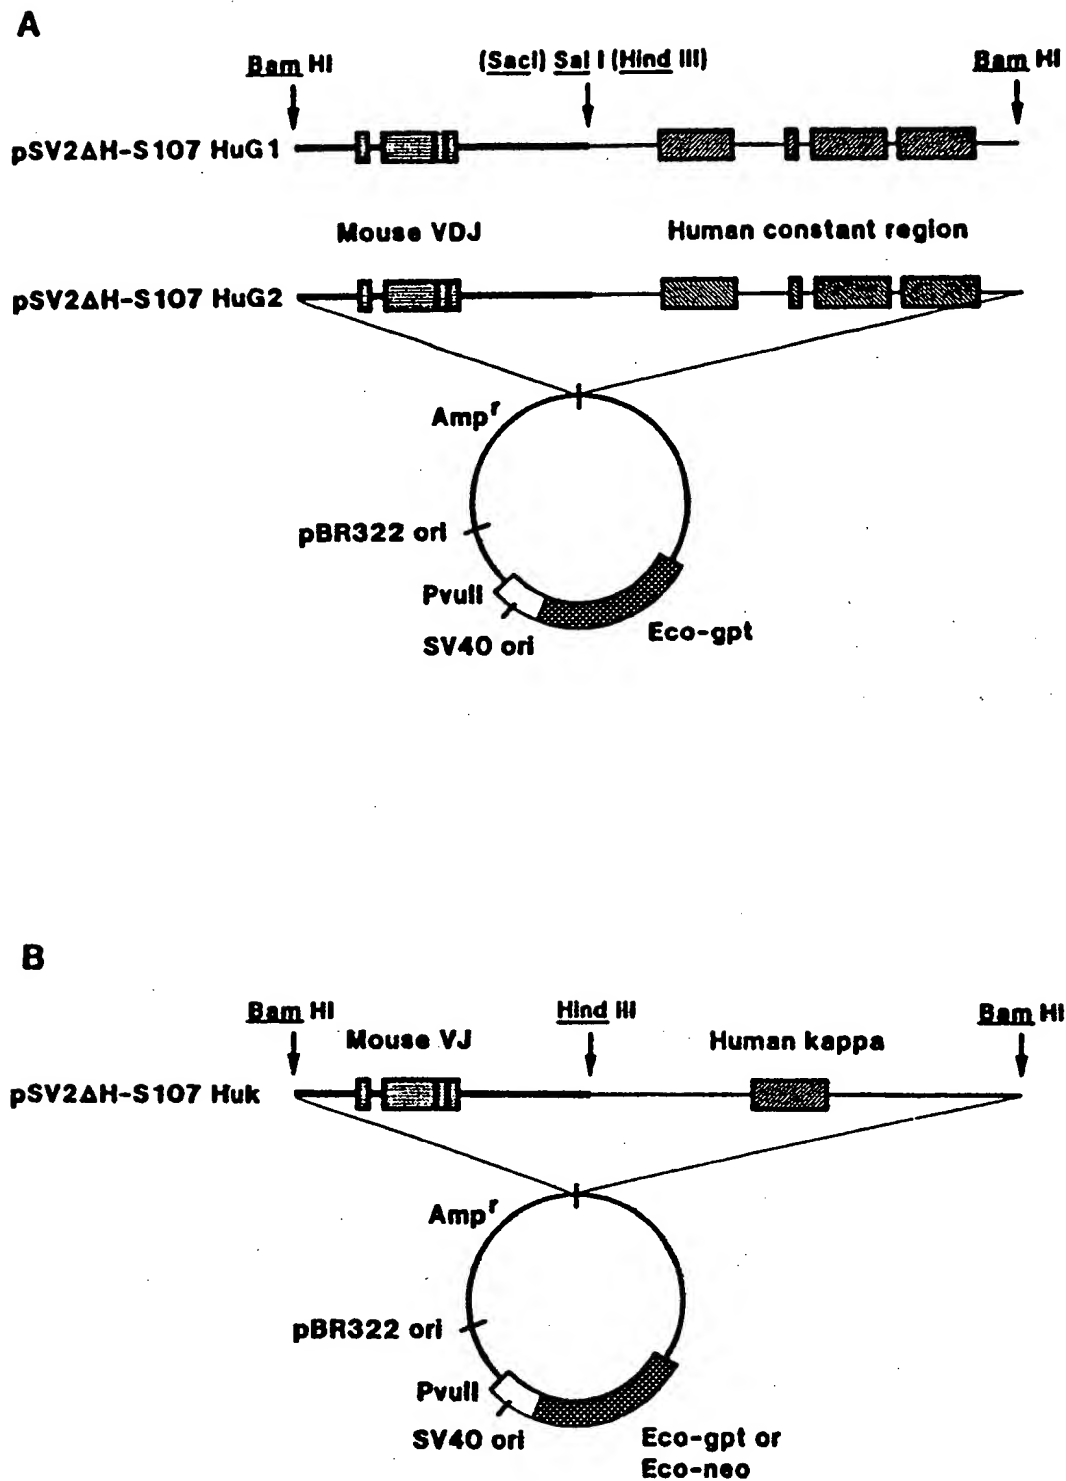 A
Bam HI
(SacI) Sal I (Hind III)
Bam HI
pSV2ΔH-S107 HuG1
Mouse VDJ
Human constant region
pSV2ΔH-S107 HuG2
Ampʳ
pBR322 ori
PvuII
SV40 ori
Eco-gpt
B
Bam HI
Hind III
Bam HI
Mouse VJ
Human kappa
pSV2ΔH-S107 Huk
Ampʳ
pBR322 ori
PvuII
SV40 ori
Eco-gpt or
Eco-neo